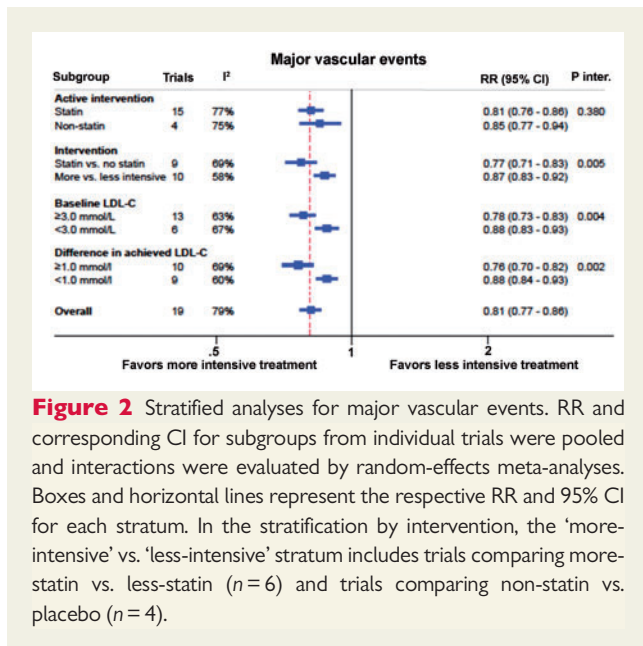 Major vascular events
Subgroup Trials I² RR (95% CI) P inter.
Active intervention
Statin 15 77% 0.81 (0.76 - 0.86) 0.380
Non-statin 4 75% 0.85 (0.77 - 0.94)
Intervention
Statin vs. no statin 9 69% 0.77 (0.71 - 0.83) 0.005
More vs. less intensive 10 58% 0.87 (0.83 - 0.92)
Baseline LDL-C
≥3.0 mmol/L 13 63% 0.78 (0.73 - 0.83) 0.004
<3.0 mmol/L 6 67% 0.88 (0.83 - 0.93)
Difference in achieved LDL-C
≥1.0 mmol/l 10 69% 0.76 (0.70 - 0.82) 0.002
<1.0 mmol/l 9 60% 0.88 (0.84 - 0.93)
Overall 19 79% 0.81 (0.77 - 0.86)
.5 1 2
Favors more intensive treatment Favors less intensive treatment
Figure 2 Stratified analyses for major vascular events. RR and
corresponding CI for subgroups from individual trials were pooled
and interactions were evaluated by random-effects meta-analyses.
Boxes and horizontal lines represent the respective RR and 95% CI
for each stratum. In the stratification by intervention, the ‘more-
intensive’ vs. ‘less-intensive’ stratum includes trials comparing more-
statin vs. less-statin (n = 6) and trials comparing non-statin vs.
placebo (n = 4).